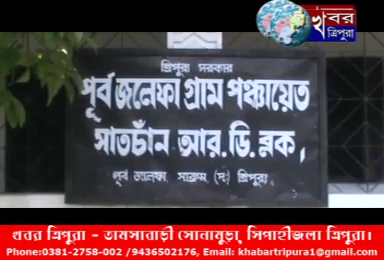 খবর
ত্রিপুরা
ত্রিপুরা সরকার
পূর্ব জলেফা গ্রাম পঞ্চায়েত
সাতচাঁন আর. ডি. ব্লক,
পূর্ব জলেফা, সাব্রুম (দঃ) ত্রিপুরা
খবর ত্রিপুরা - তামসাবাড়ী সোনামুড়া, সিপাহীজলা ত্রিপুরা।
Phone:0381-2758-002 /9436502176, Email: khabartripura1@gmail.com